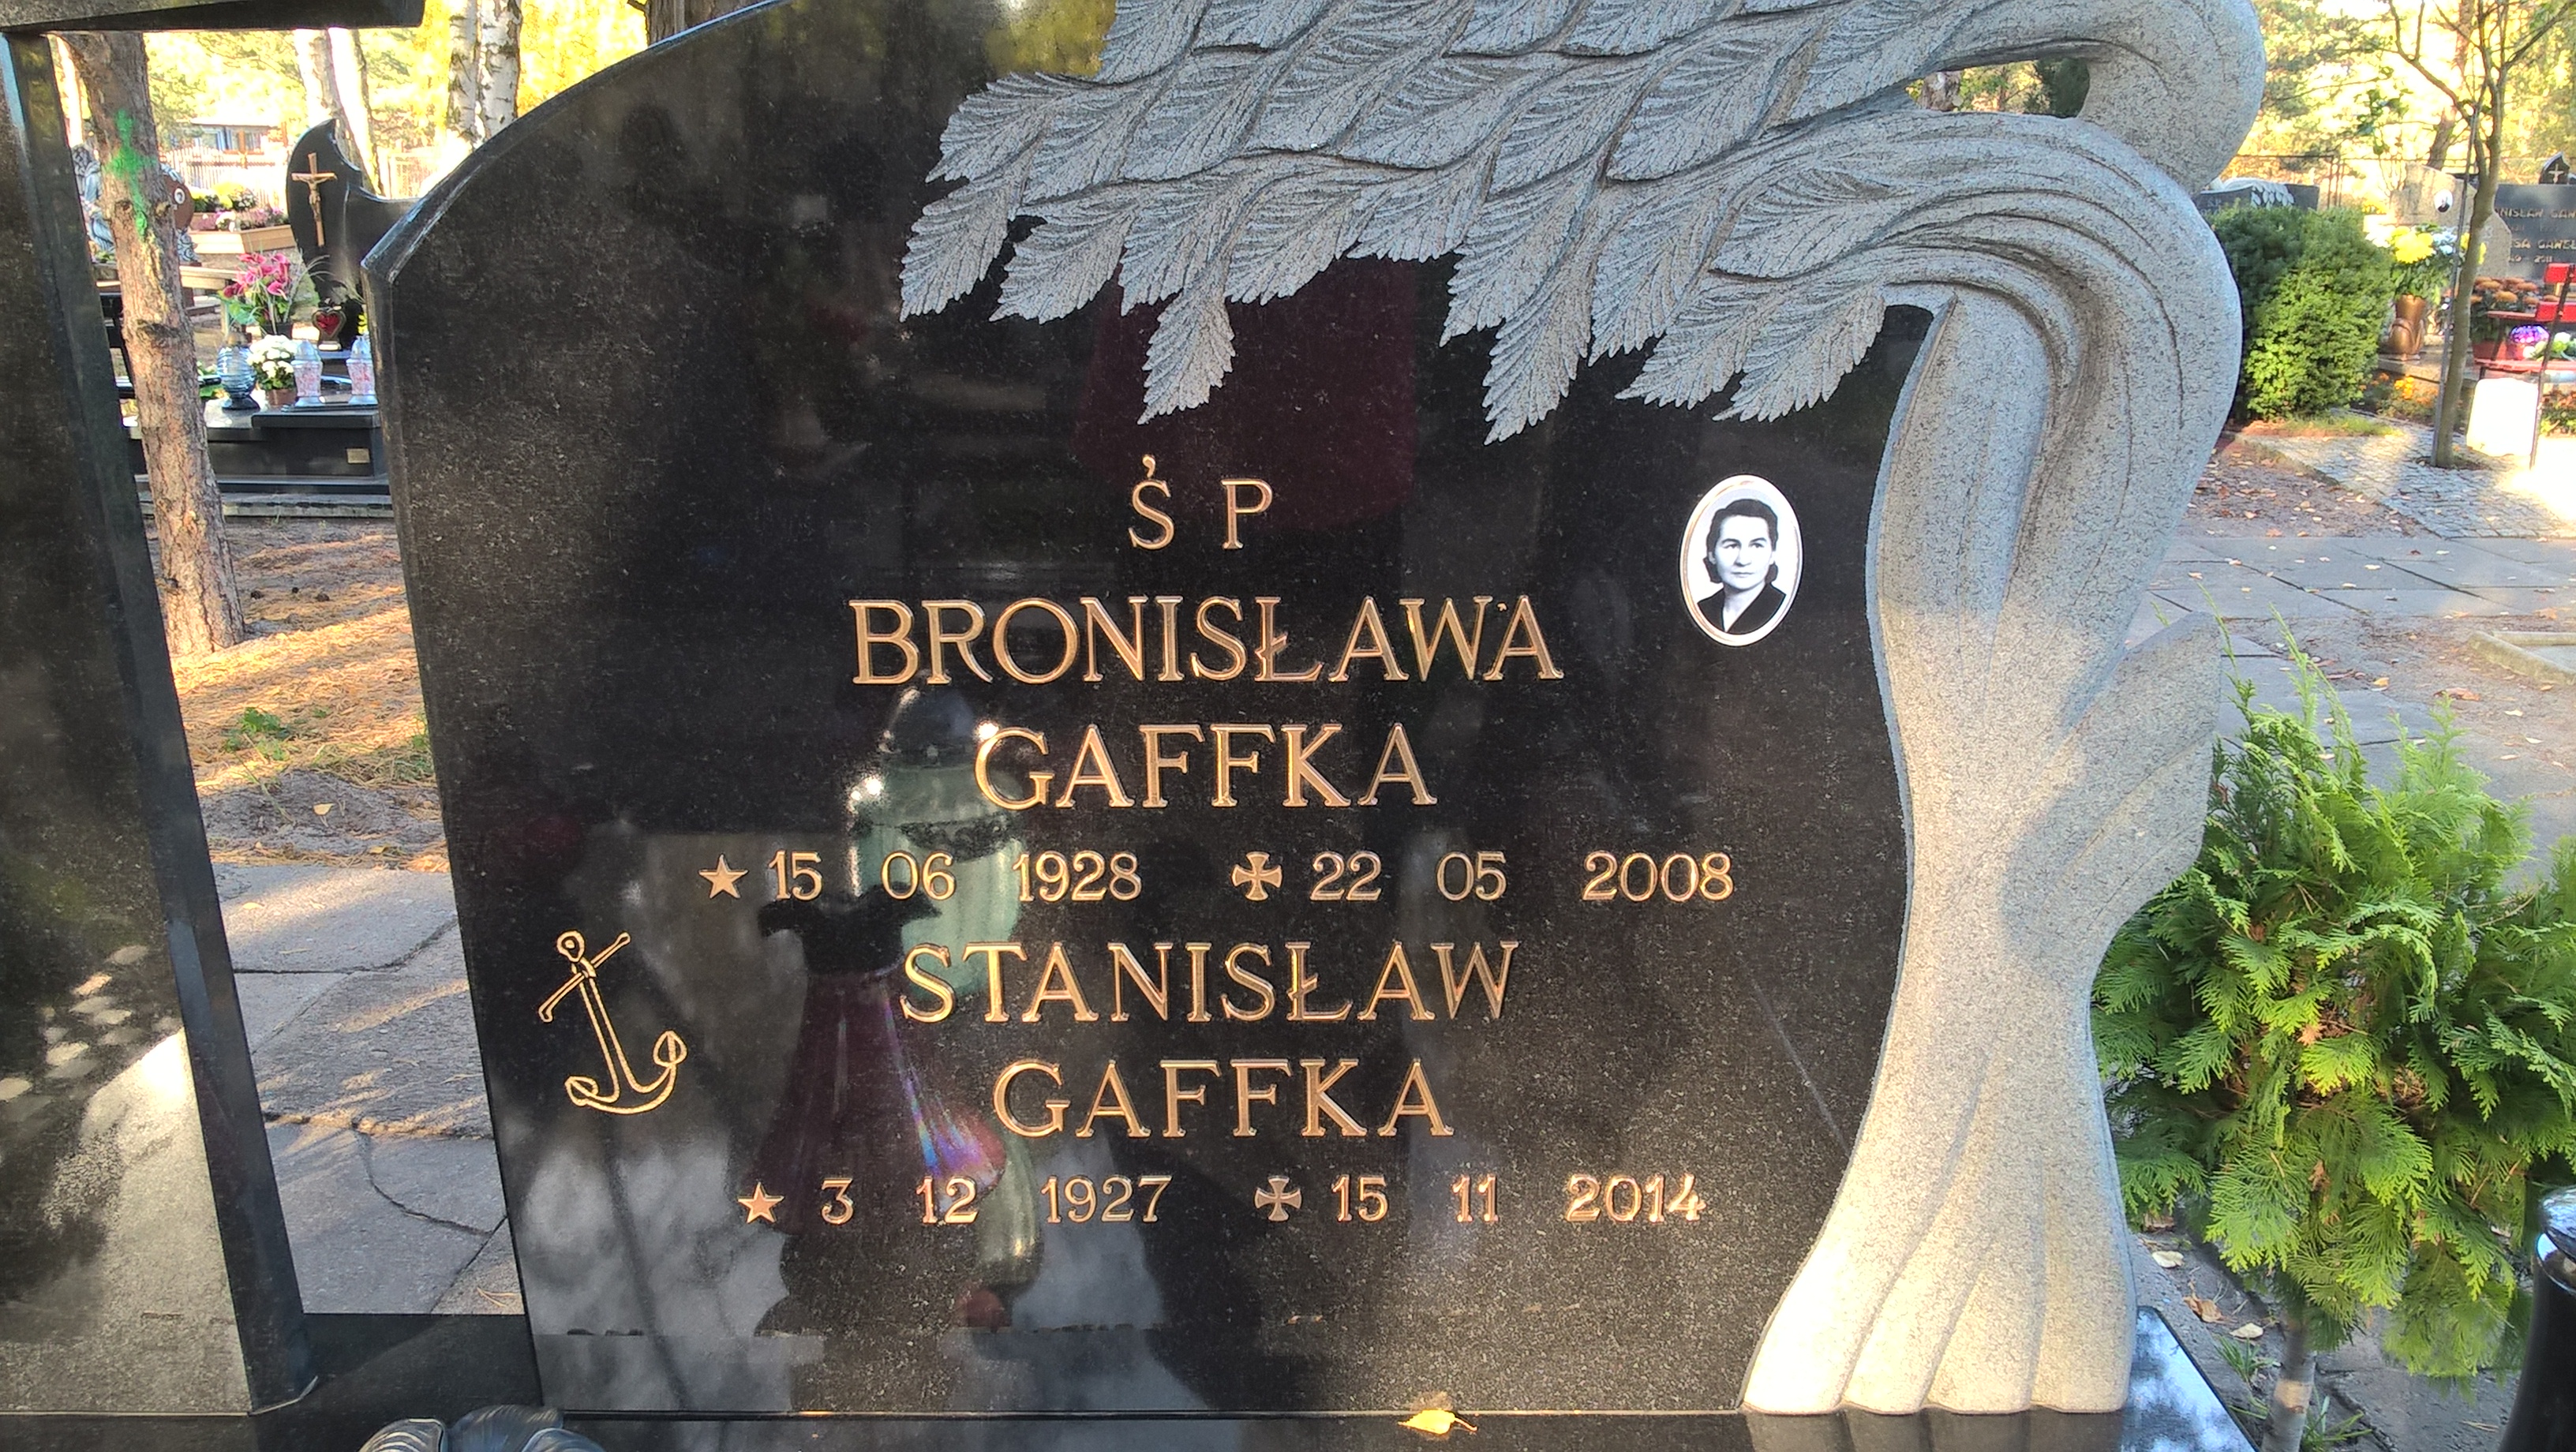 Ś P
BRONISŁAWA
GAFFKA
15 06 1928 22 05 2008
STANISŁAW
GAFFKA
3 12 1927 15 11 2014